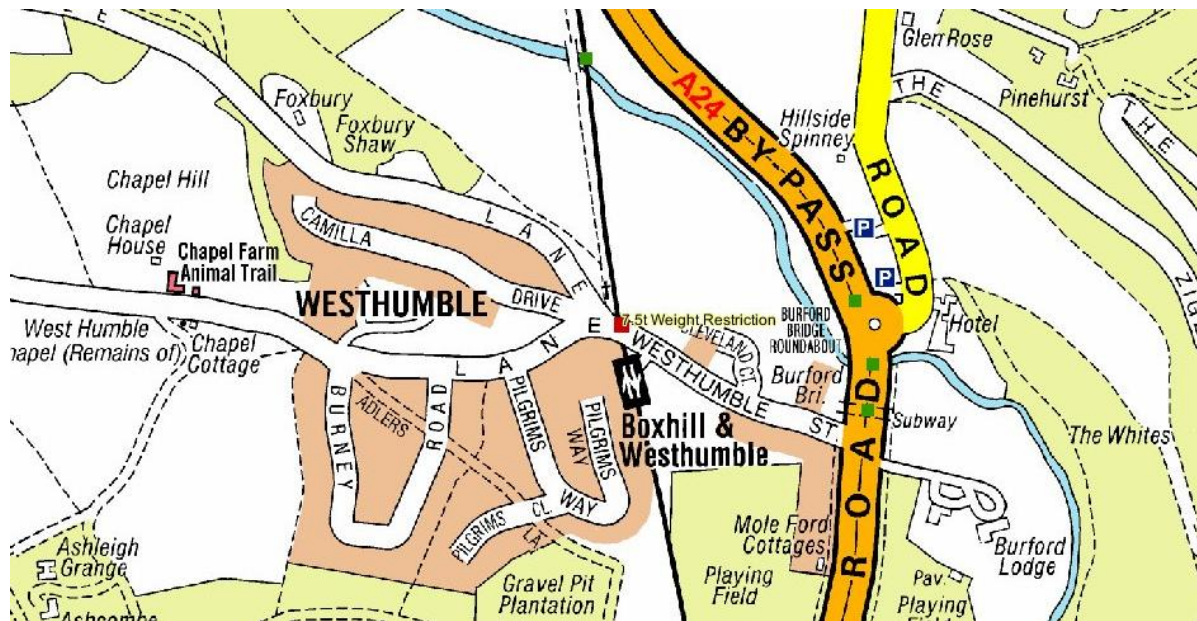 Glen Rose
THE
Pinehurst
THE
ZIG
A24
BY PASS
ROAD
Hillside
Spinney
P
P
Foxbury
Foxbury
Shaw
Chapel Hill
Chapel
House
Chapel Farm
Animal Trail
CAMILLA
DRIVE
LANE
WESTHUMBLE
7.5t Weight Restriction
BURFORD
BRIDGE
ROUNDABOUT
Hotel
West Humble
hapel (Remains of)
Chapel
Cottage
LANE
CLEVELAND CT.
WESTHUMBLE
ST.
Burford
Bri.
Subway
The Whites
BURNEY
ROAD
ADLERS
LA.
PILGRIMS
WAY
PILGRIMS
WAY
PILGRIMS CL.
Boxhill &
Westhumble
ROAD
Mole Ford
Cottages
Burford
Lodge
Ashleigh
Grange
Ashcombe
Gravel Pit
Plantation
Playing
Field
Pav.
Playing